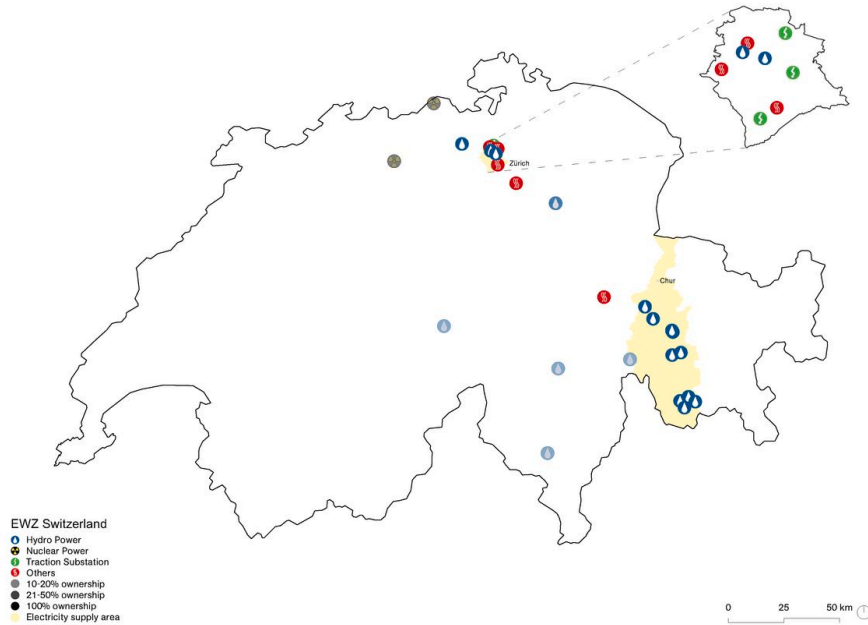 Zürich
Chur
EWZ Switzerland
Hydro Power
Nuclear Power
Traction Substation
Others
10-20% ownership
21-50% ownership
100% ownership
Electricity supply area
0 25 50 km